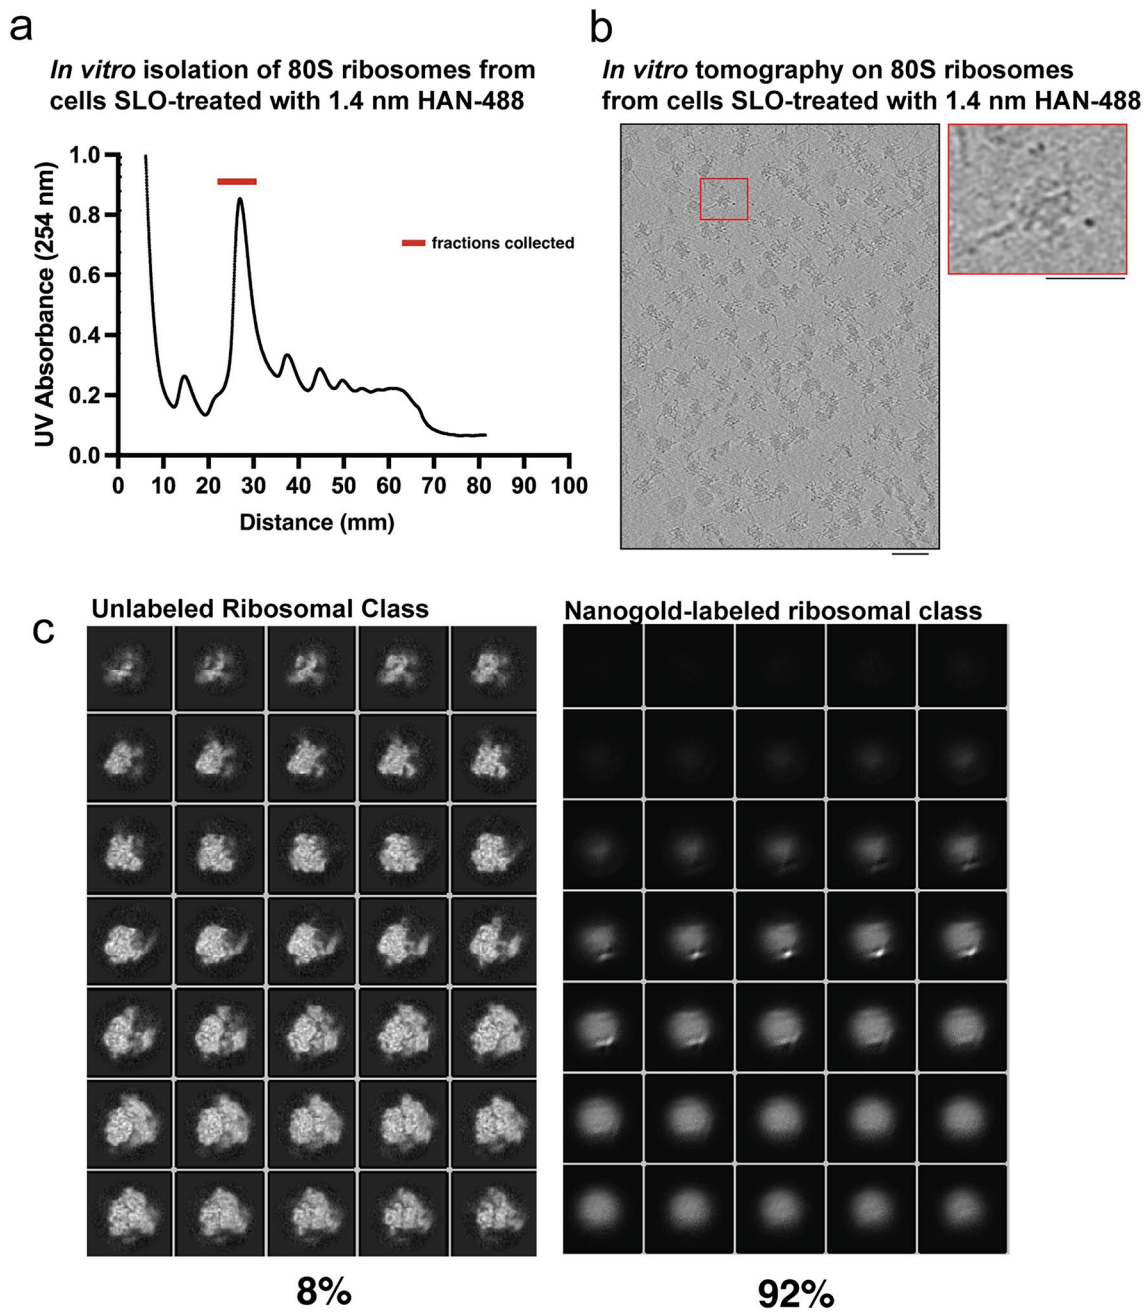 a
In vitro isolation of 80S ribosomes from
cells SLO-treated with 1.4 nm HAN-488
1.0
0.8
0.6
0.4
0.2
0.0
UV Absorbance (254 nm)
fractions collected
0 10 20 30 40 50 60 70 80 90 100
Distance (mm)
b
In vitro tomography on 80S ribosomes
from cells SLO-treated with 1.4 nm HAN-488
c
Unlabeled Ribosomal Class
8%
Nanogold-labeled ribosomal class
92%